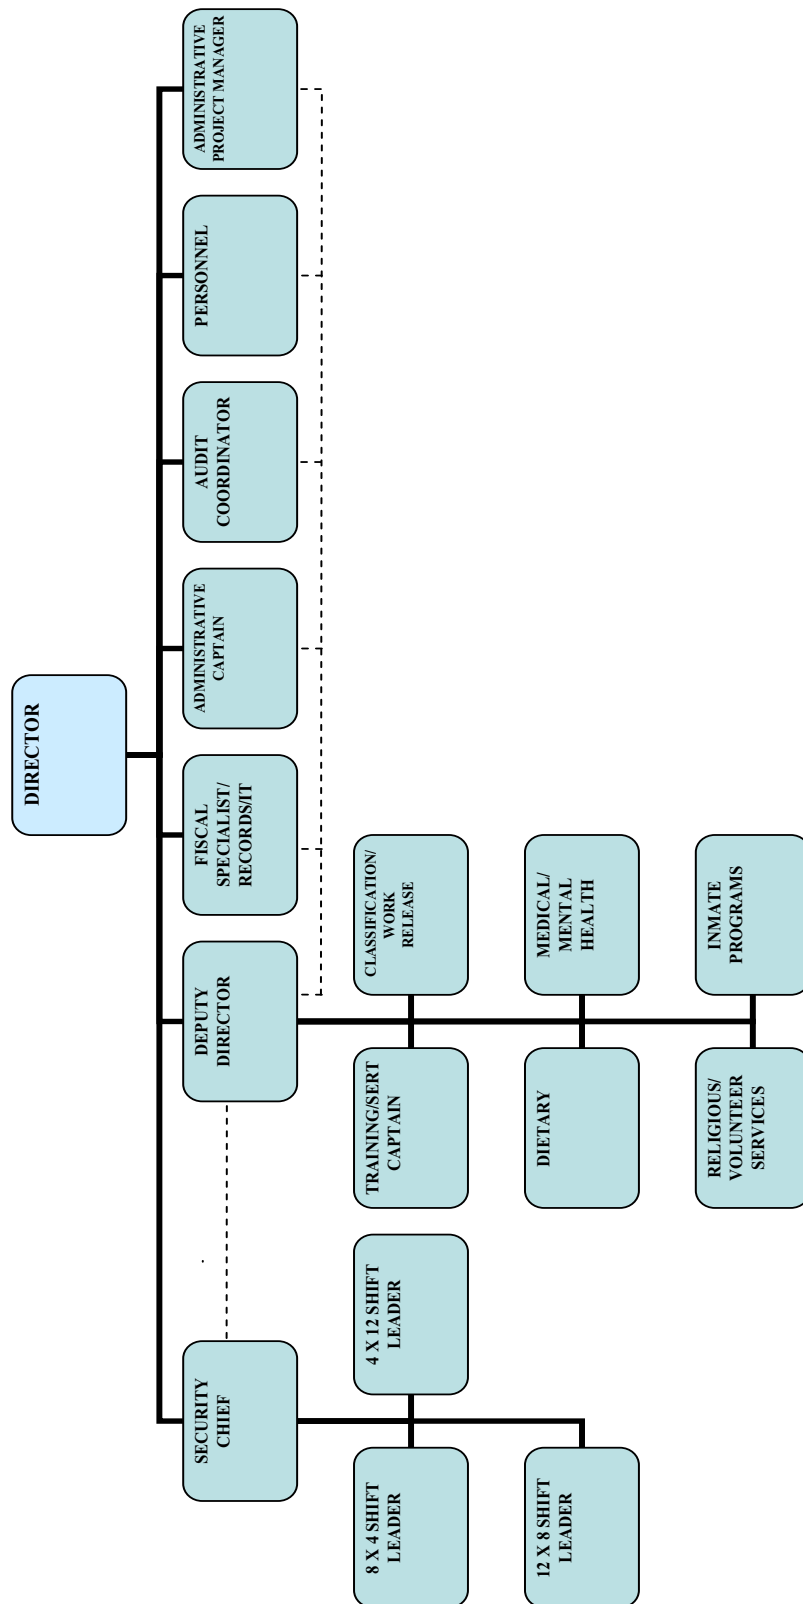 DIRECTOR
SECURITY
CHIEF
DEPUTY
DIRECTOR
FISCAL
SPECIALIST/
RECORDS/IT
ADMINISTRATIVE
CAPTAIN
AUDIT
COORDINATOR
PERSONNEL
ADMINISTRATIVE
PROJECT MANAGER
8 X 4 SHIFT
LEADER
4 X 12 SHIFT
LEADER
TRAINING/SERT
CAPTAIN
CLASSIFICATION/
WORK
RELEASE
12 X 8 SHIFT
LEADER
DIETARY
MEDICAL/
MENTAL
HEALTH
RELIGIOUS/
VOLUNTEER
SERVICES
INMATE
PROGRAMS